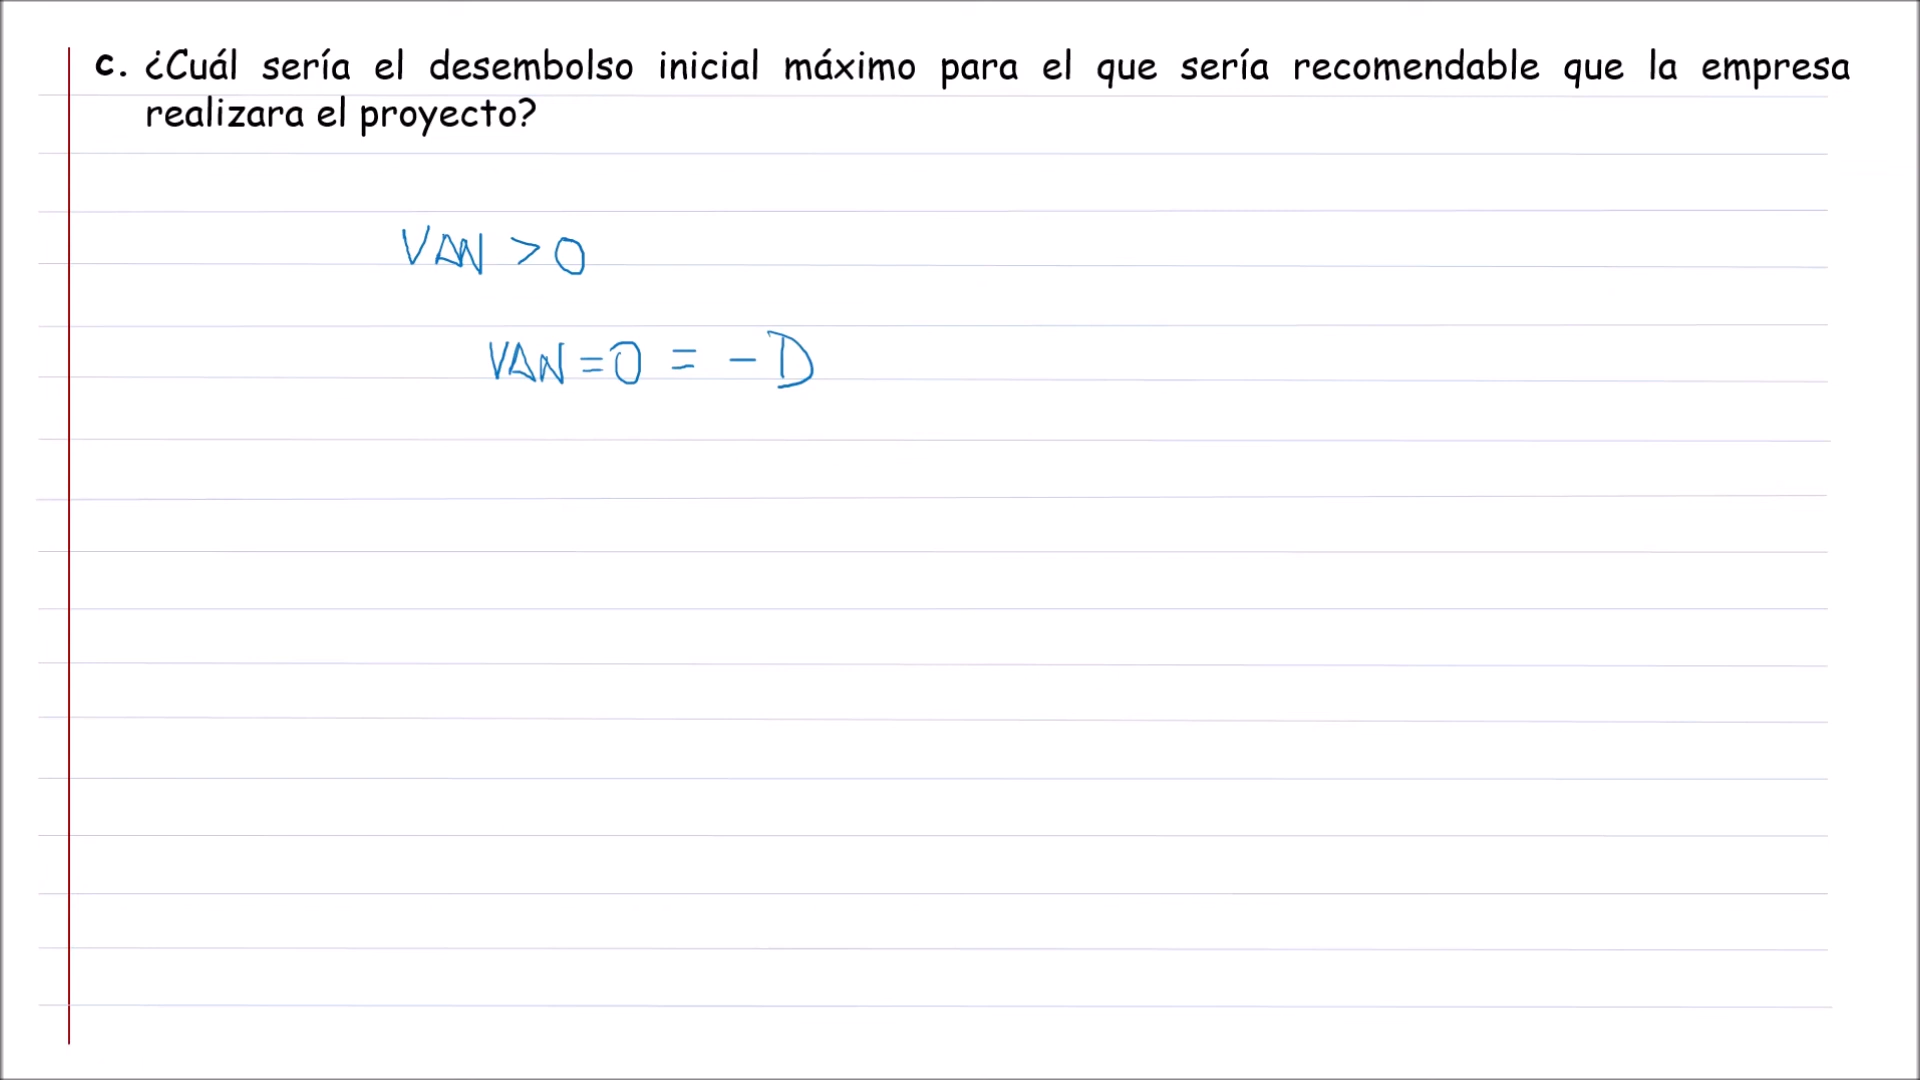 c. ¿Cuál sería el desembolso inicial máximo para el que sería recomendable que la empresa
realizara el proyecto?
VAN > 0
VAN = 0 = - D